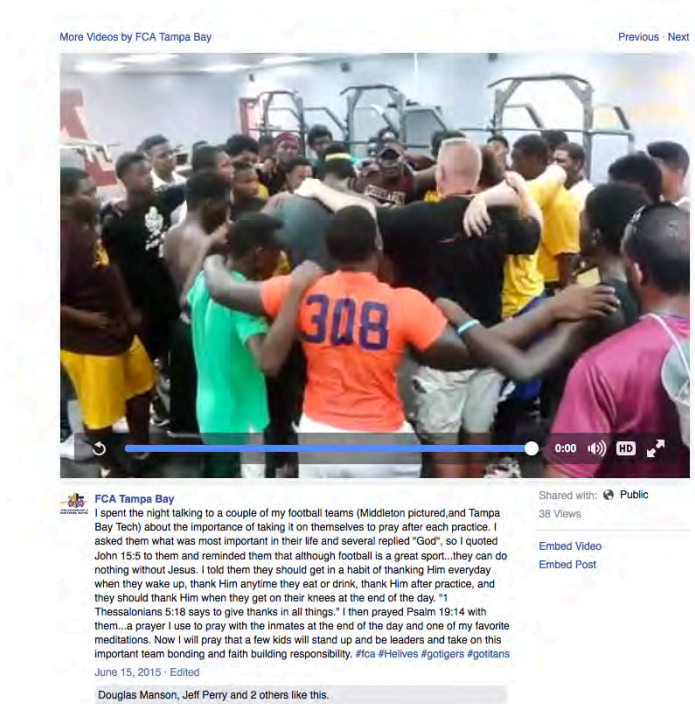 More Videos by FCA Tampa Bay
Previous · Next
308
0:00
HD
FCA Tampa Bay
I spent the night talking to a couple of my football teams (Middleton pictured,and Tampa
Bay Tech) about the importance of taking it on themselves to pray after each practice. I
asked them what was most important in their life and several replied "God", so I quoted
John 15:5 to them and reminded them that although football is a great sport...they can do
nothing without Jesus. I told them they should get in a habit of thanking Him everyday
when they wake up, thank Him anytime they eat or drink, thank Him after practice, and
they should thank Him when they get on their knees at the end of the day. "1
Thessalonians 5:18 says to give thanks in all things." I then prayed Psalm 19:14 with
them...a prayer I use to pray with the inmates at the end of the day and one of my favorite
meditations. Now I will pray that a few kids will stand up and be leaders and take on this
important team bonding and faith building responsibility. #fca #Helives #gotigers #gotitans
June 15, 2015 · Edited
Douglas Manson, Jeff Perry and 2 others like this.
Shared with: Public
38 Views
Embed Video
Embed Post